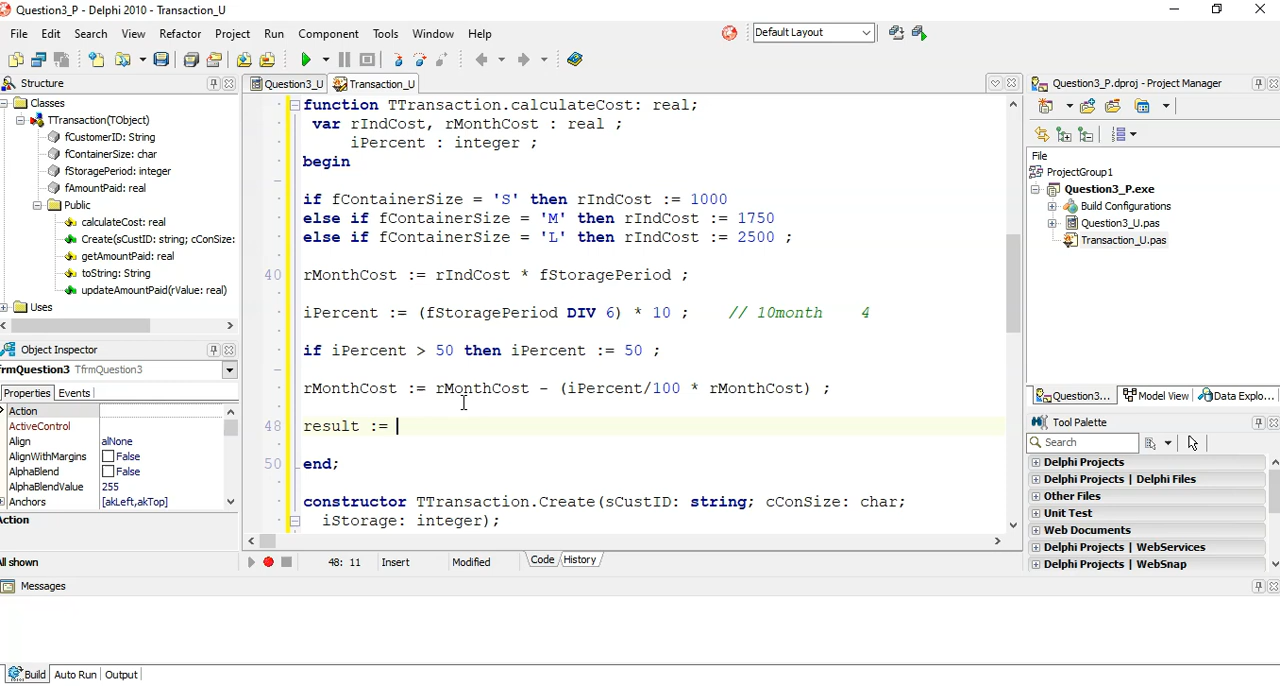 Question3_P - Delphi 2010 - Transaction_U
File Edit Search View Refactor Project Run Component Tools Window Help
Default Layout
Structure
Classes
TTransaction(TObject)
fCustomerID: String
fContainerSize: char
fStoragePeriod: integer
fAmountPaid: real
Public
calculateCost: real
Create(sCustID: string; cConSize:
getAmountPaid: real
toString: String
updateAmountPaid(rValue: real)
Uses
Object Inspector
frmQuestion3 TfrmQuestion3
Properties Events
Action
ActiveControl
Align alNone
AlignWithMargins False
AlphaBlend False
AlphaBlendValue 255
Anchors [akLeft,akTop]
Action
All shown
Question3_U Transaction_U
function TTransaction.calculateCost: real;
var rIndCost, rMonthCost : real ;
iPercent : integer ;
begin
if fContainerSize = 'S' then rIndCost := 1000
else if fContainerSize = 'M' then rIndCost := 1750
else if fContainerSize = 'L' then rIndCost := 2500 ;
40 rMonthCost := rIndCost * fStoragePeriod ;
iPercent := (fStoragePeriod DIV 6) * 10 ; // 10month 4
if iPercent > 50 then iPercent := 50 ;
rMonthCost := rMonthCost - (iPercent/100 * rMonthCost) ;
48 result :=
50 end;
constructor TTransaction.Create(sCustID: string; cConSize: char;
iStorage: integer);
48: 11 Insert Modified Code History
Question3_P.dproj - Project Manager
File
ProjectGroup1
Question3_P.exe
Build Configurations
Question3_U.pas
Transaction_U.pas
Question3... Model View Data Explo...
Tool Palette
Search
Delphi Projects
Delphi Projects | Delphi Files
Other Files
Unit Test
Web Documents
Delphi Projects | WebServices
Delphi Projects | WebSnap
Messages
Build Auto Run Output